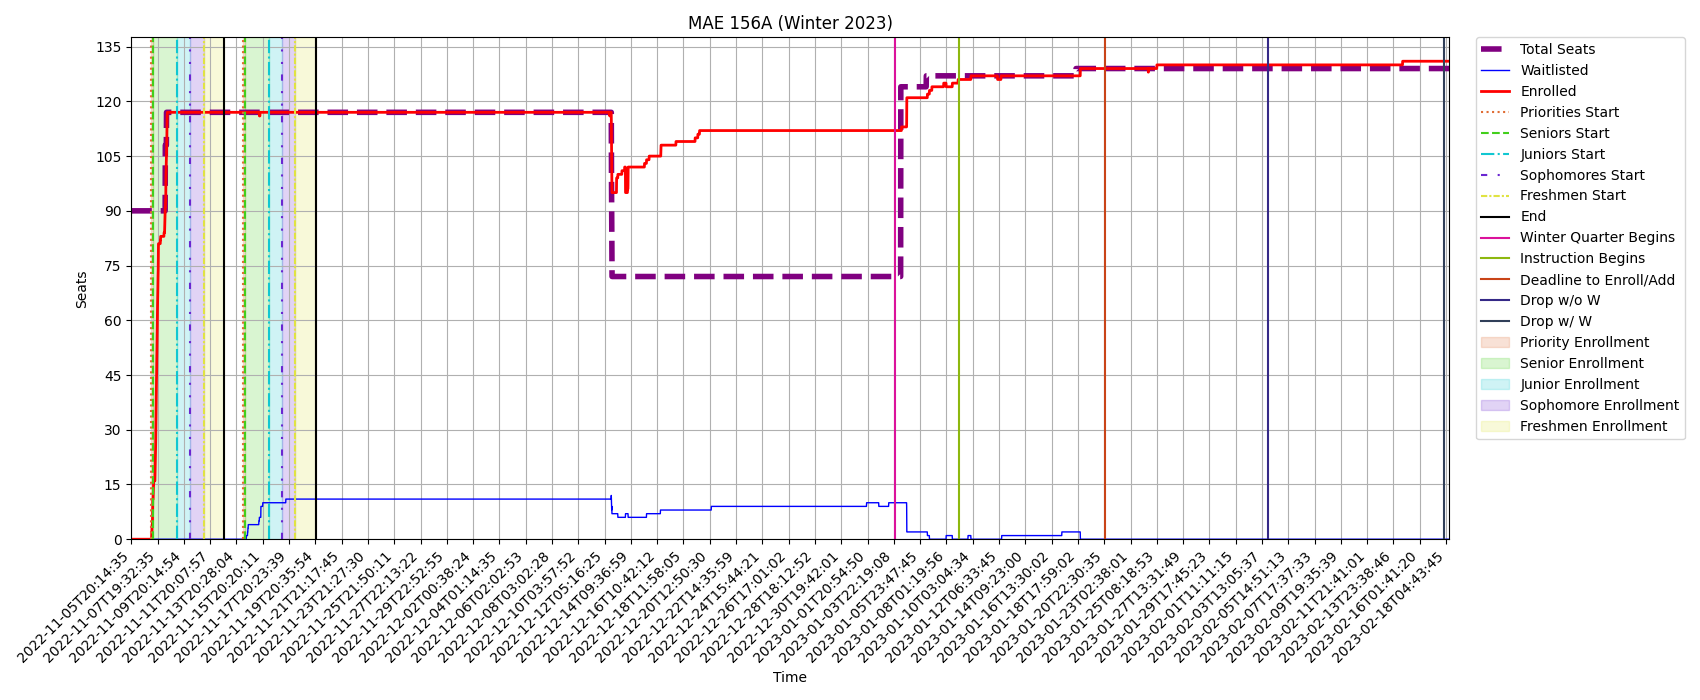 MAE 156A (Winter 2023)
Seats
135
120
105
90
75
60
45
30
15
0
2022-11-05T20:14:35
2022-11-07T19:32:35
2022-11-09T20:14:54
2022-11-11T20:07:57
2022-11-13T20:28:04
2022-11-15T20:20:11
2022-11-17T20:23:39
2022-11-19T20:35:54
2022-11-21T21:17:45
2022-11-23T21:27:30
2022-11-25T21:50:11
2022-11-27T22:13:22
2022-11-29T22:52:55
2022-12-02T00:38:24
2022-12-04T01:14:35
2022-12-06T02:02:53
2022-12-08T03:02:28
2022-12-10T03:57:52
2022-12-12T05:16:25
2022-12-14T09:36:59
2022-12-16T10:42:12
2022-12-18T11:58:05
2022-12-20T12:50:30
2022-12-22T14:35:59
2022-12-24T15:44:21
2022-12-26T17:01:02
2022-12-28T18:12:52
2022-12-30T19:42:01
2023-01-01T20:54:50
2023-01-03T22:19:08
2023-01-05T23:47:45
2023-01-08T01:19:56
2023-01-10T03:04:34
2023-01-12T06:33:45
2023-01-14T09:23:00
2023-01-16T13:30:02
2023-01-18T17:59:02
2023-01-20T22:30:35
2023-01-23T02:38:01
2023-01-25T08:18:53
2023-01-27T13:31:49
2023-01-29T17:45:23
2023-02-01T11:11:15
2023-02-03T13:05:37
2023-02-05T14:51:13
2023-02-07T17:37:33
2023-02-09T19:35:39
2023-02-11T21:41:01
2023-02-13T23:38:46
2023-02-16T01:41:20
2023-02-18T04:43:45
Time
Total Seats
Waitlisted
Enrolled
Priorities Start
Seniors Start
Juniors Start
Sophomores Start
Freshmen Start
End
Winter Quarter Begins
Instruction Begins
Deadline to Enroll/Add
Drop w/o W
Drop w/ W
Priority Enrollment
Senior Enrollment
Junior Enrollment
Sophomore Enrollment
Freshmen Enrollment